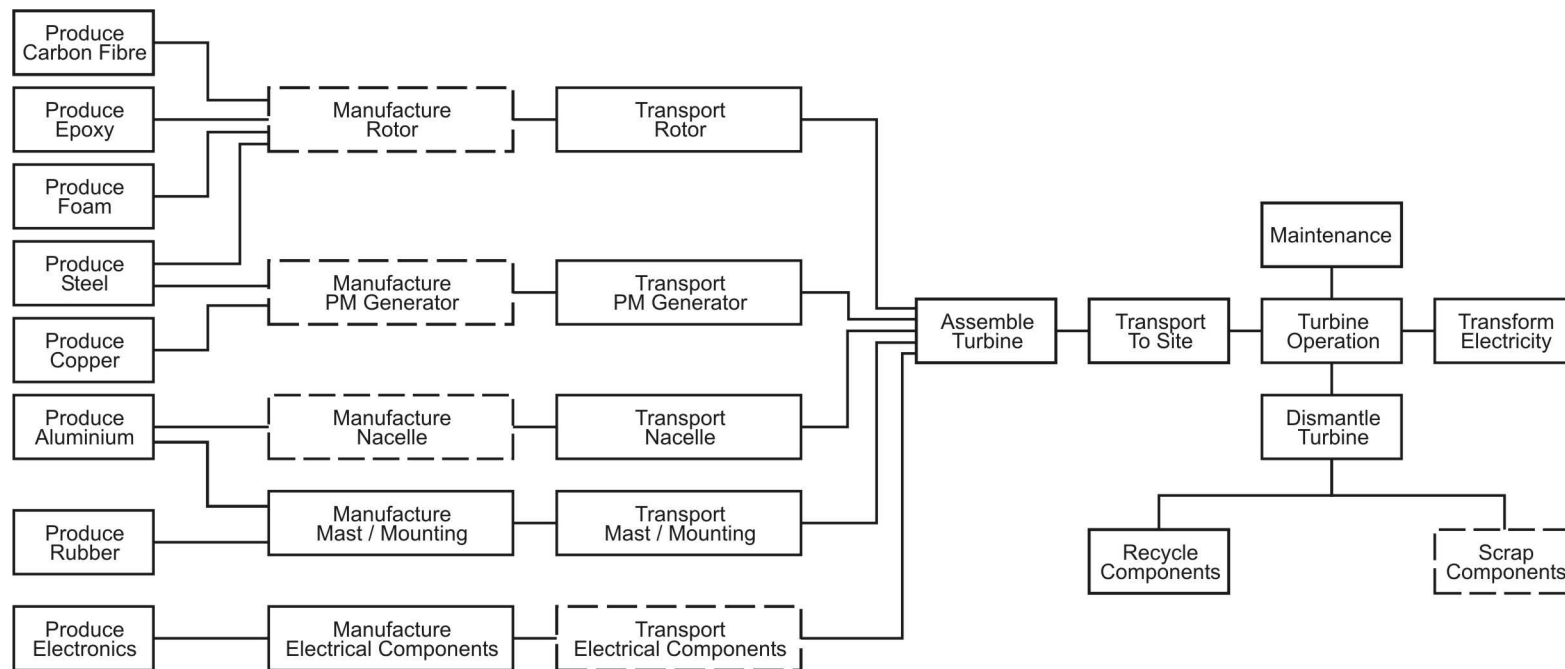 Produce
Carbon Fibre
Produce
Epoxy
Produce
Foam
Produce
Steel
Produce
Copper
Produce
Aluminium
Produce
Rubber
Produce
Electronics
Manufacture
Rotor
Manufacture
PM Generator
Manufacture
Nacelle
Manufacture
Mast / Mounting
Manufacture
Electrical Components
Transport
Rotor
Transport
PM Generator
Transport
Nacelle
Transport
Mast / Mounting
Transport
Electrical Components
Assemble
Turbine
Transport
To Site
Maintenance
Turbine
Operation
Transform
Electricity
Dismantle
Turbine
Recycle
Components
Scrap
Components